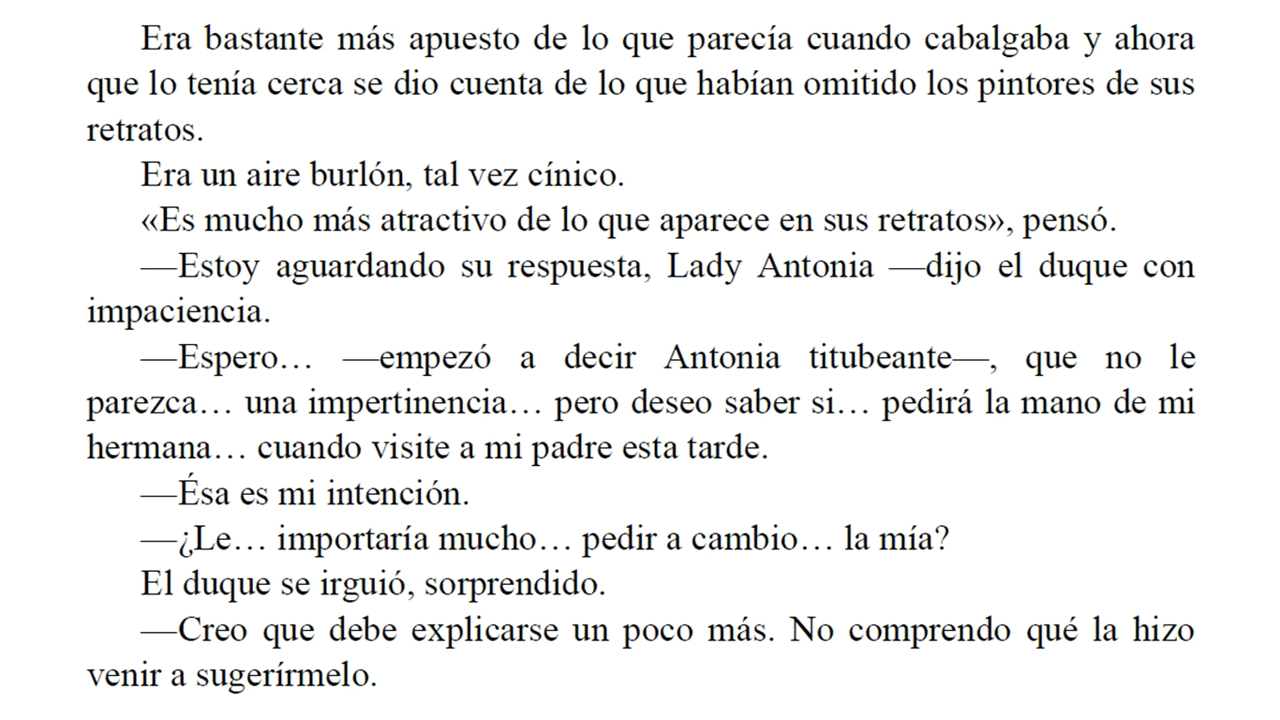 Era bastante más apuesto de lo que parecía cuando cabalgaba y ahora
que lo tenía cerca se dio cuenta de lo que habían omitido los pintores de sus
retratos.
Era un aire burlón, tal vez cínico.
«Es mucho más atractivo de lo que aparece en sus retratos», pensó.
—Estoy aguardando su respuesta, Lady Antonia —dijo el duque con
impaciencia.
—Espero… —empezó a decir Antonia titubeante—, que no le
parezca… una impertinencia… pero deseo saber si… pedirá la mano de mi
hermana… cuando visite a mi padre esta tarde.
—Ésa es mi intención.
—¿Le… importaría mucho… pedir a cambio… la mía?
El duque se irguió, sorprendido.
—Creo que debe explicarse un poco más. No comprendo qué la hizo
venir a sugerírmelo.